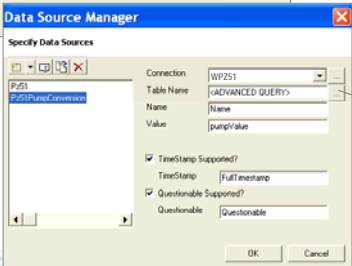 Data Source Manager
Specify Data Sources
Pz51
Pz51PumpConversion
Connection
WPZ51
...
Table Name
<ADVANCED QUERY>
...
Name
Name
Value
pumpValue
TimeStamp Supported?
TimeStamp
FullTimestamp
Questionable Supported?
Questionable
Questionable
OK
Cancel